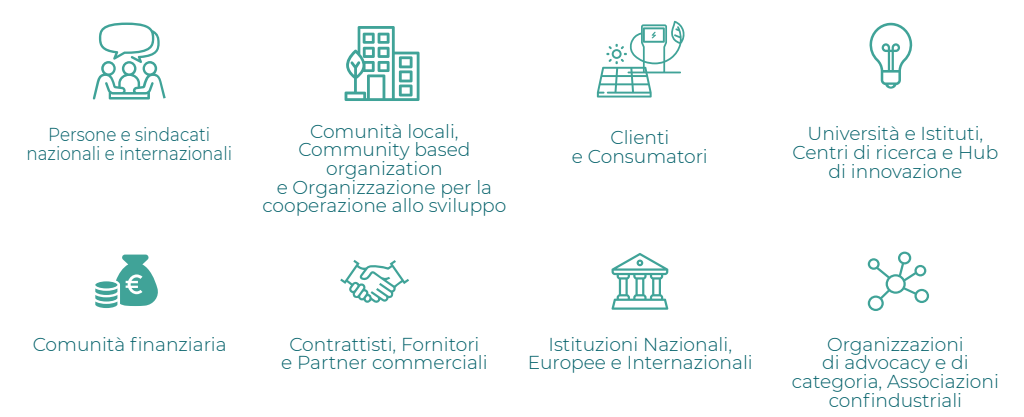 Persone e sindacati
nazionali e internazionali
Comunità locali,
Community based
organization
e Organizzazione per la
cooperazione allo sviluppo
Clienti
e Consumatori
Università e Istituti,
Centri di ricerca e Hub
di innovazione
€
Comunità finanziaria
Contrattisti, Fornitori
e Partner commerciali
Istituzioni Nazionali,
Europee e Internazionali
Organizzazioni
di advocacy e di
categoria, Associazioni
confindustriali